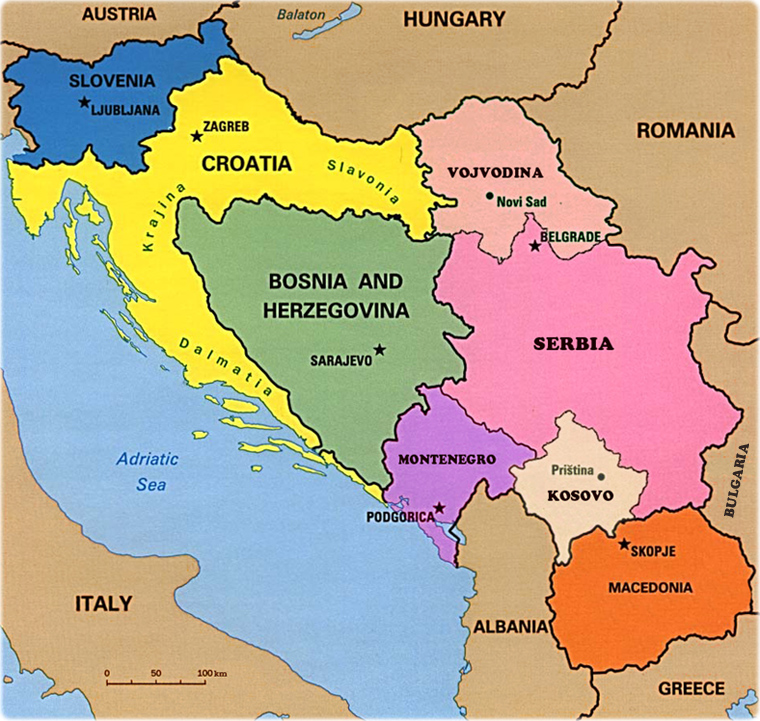 AUSTRIA
Balaton
HUNGARY
SLOVENIA
LJUBLJANA
ZAGREB
ROMANIA
CROATIA
Slavonia
VOJVODINA
Krajina
Novi Sad
BELGRADE
BOSNIA AND
HERZEGOVINA
SERBIA
SARAJEVO
Dalmatia
Adriatic
Sea
MONTENEGRO
Priština
KOSOVO
BULGARIA
PODGORICA
SKOPJE
MACEDONIA
ITALY
ALBANIA
0 50 100 km
GREECE